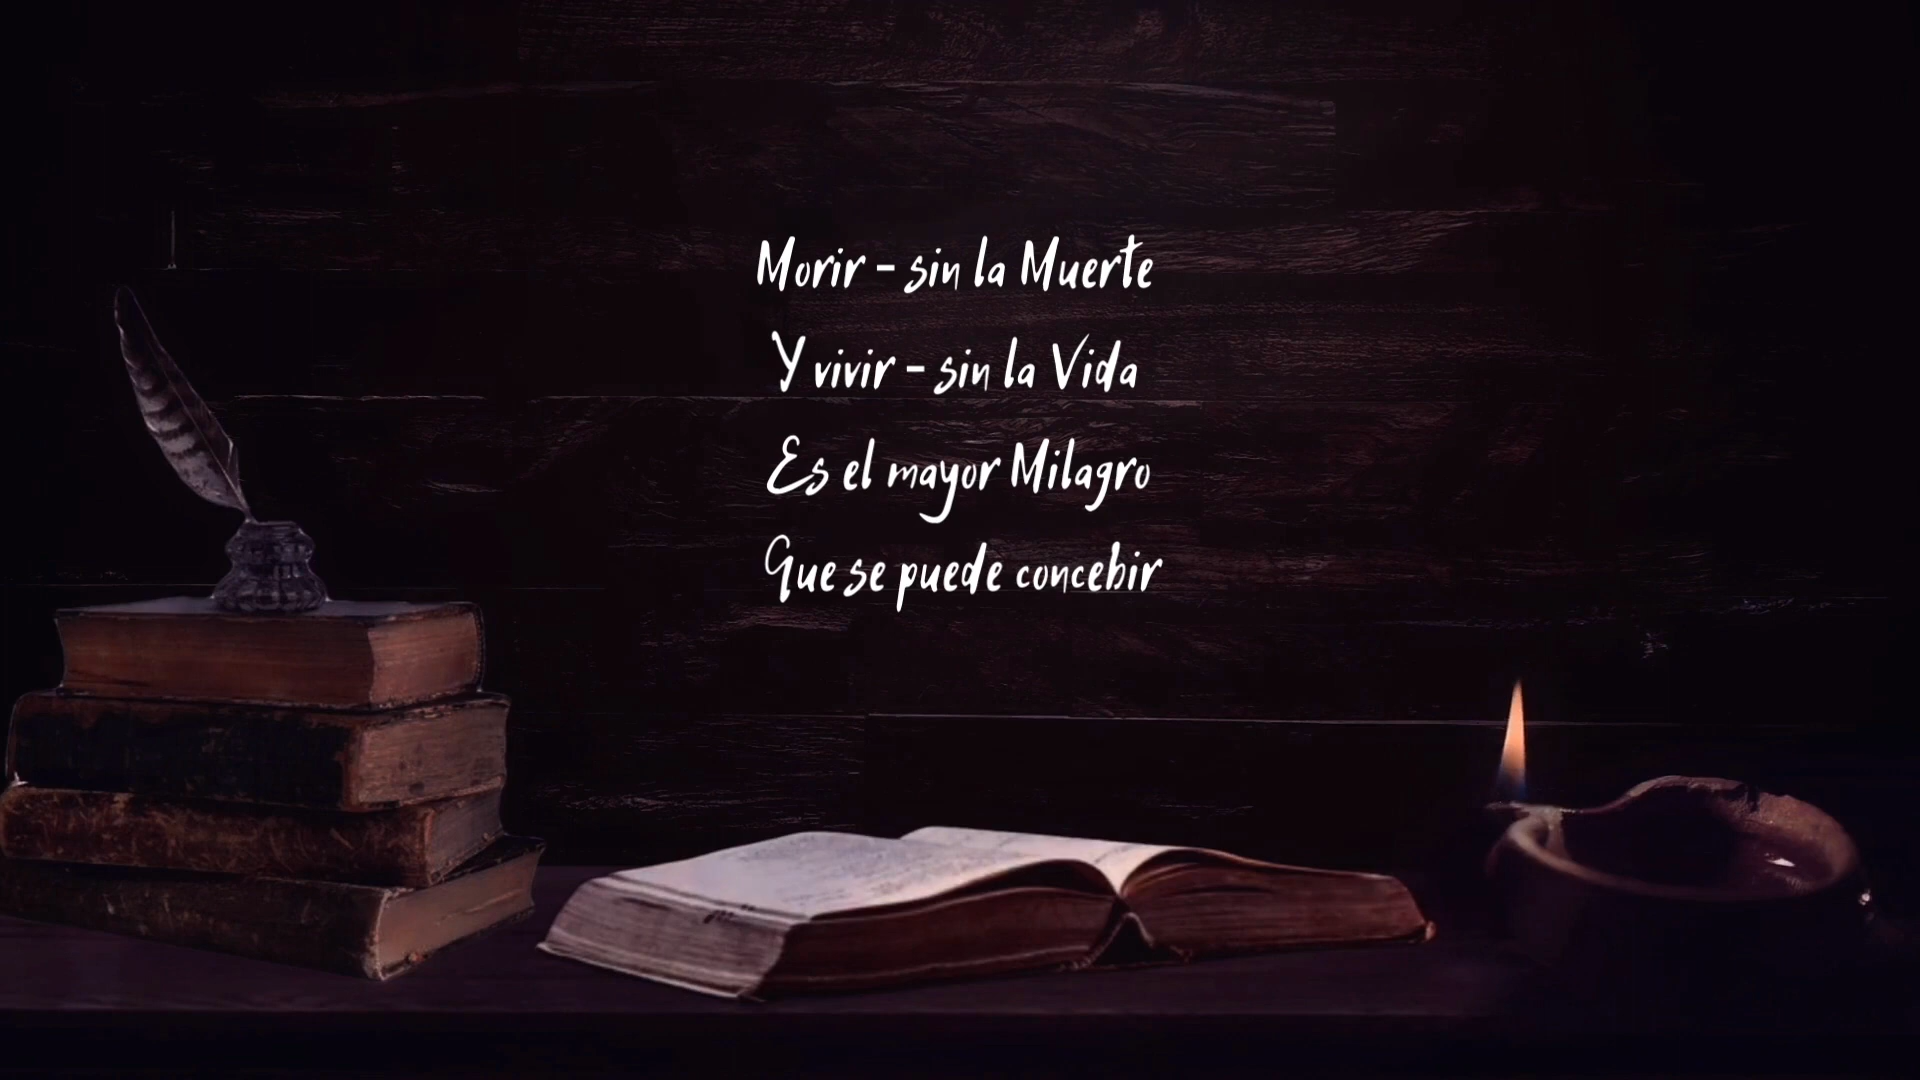 Morir - sin la Muerte
Y vivir - sin la Vida
Es el mayor Milagro
Que se puede concebir